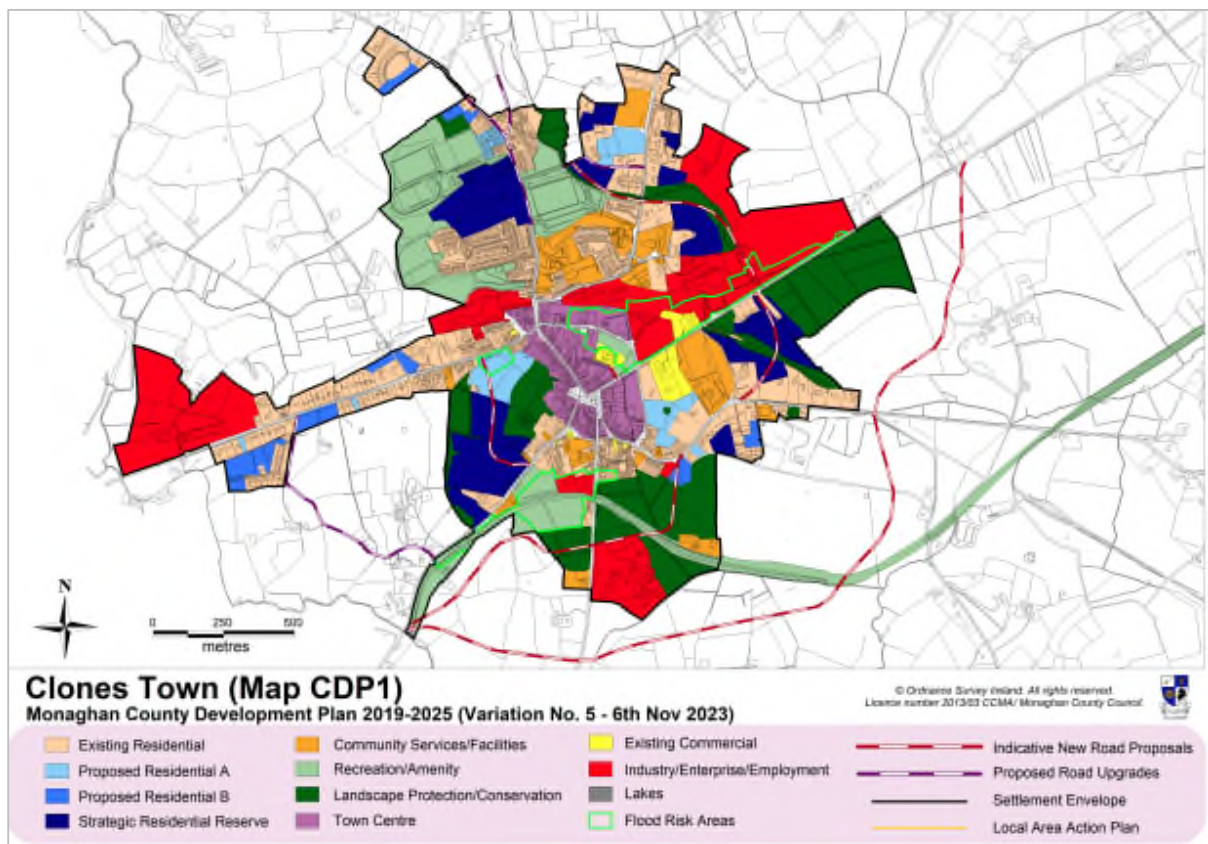 N
0 250 500
metres
Clones Town (Map CDP1)
Monaghan County Development Plan 2019-2025 (Variation No. 5 - 6th Nov 2023)
© Ordnance Survey Ireland. All rights reserved.
Licence number 2013/03 CCMA/ Monaghan County Council.
Existing Residential
Proposed Residential A
Proposed Residential B
Strategic Residential Reserve
Community Services/Facilities
Recreation/Amenity
Landscape Protection/Conservation
Town Centre
Existing Commercial
Industry/Enterprise/Employment
Lakes
Flood Risk Areas
Indicative New Road Proposals
Proposed Road Upgrades
Settlement Envelope
Local Area Action Plan